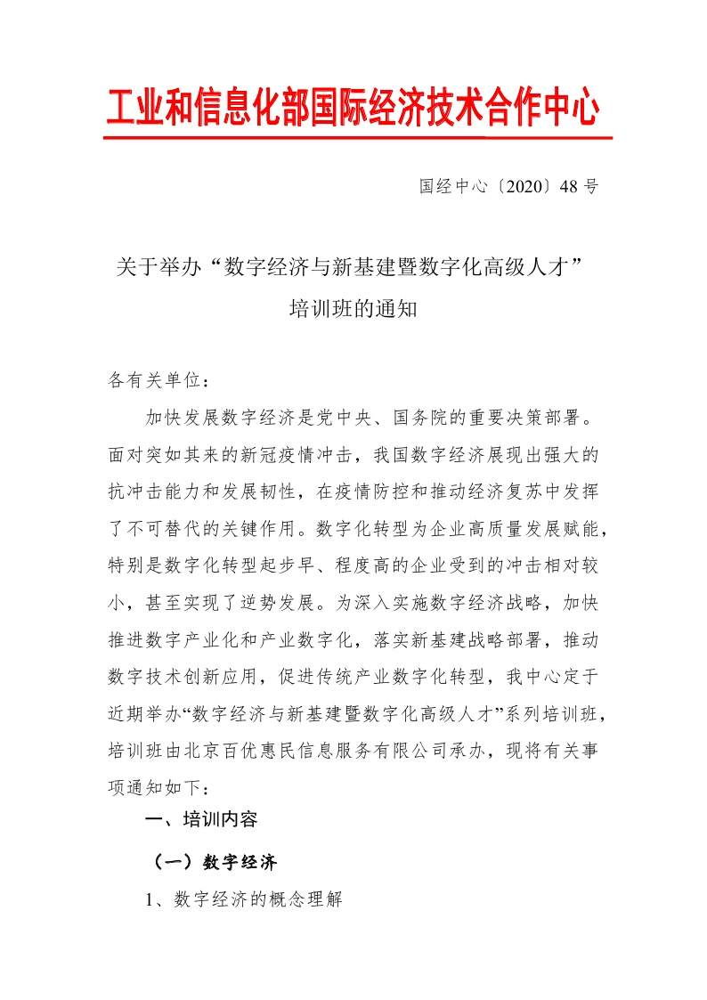 工业和信息化部国际经济技术合作中心
国经中心〔2020〕48 号
关于举办“数字经济与新基建暨数字化高级人才”
培训班的通知
各有关单位：
加快发展数字经济是党中央、国务院的重要决策部署。
面对突如其来的新冠疫情冲击，我国数字经济展现出强大的
抗冲击能力和发展韧性，在疫情防控和推动经济复苏中发挥
了不可替代的关键作用。数字化转型为企业高质量发展赋能，
特别是数字化转型起步早、程度高的企业受到的冲击相对较
小，甚至实现了逆势发展。为深入实施数字经济战略，加快
推进数字产业化和产业数字化，落实新基建战略部署，推动
数字技术创新应用，促进传统产业数字化转型，我中心定于
近期举办“数字经济与新基建暨数字化高级人才”系列培训班，
培训班由北京百优惠民信息服务有限公司承办，现将有关事
项通知如下：
一、培训内容
（一）数字经济
1、数字经济的概念理解